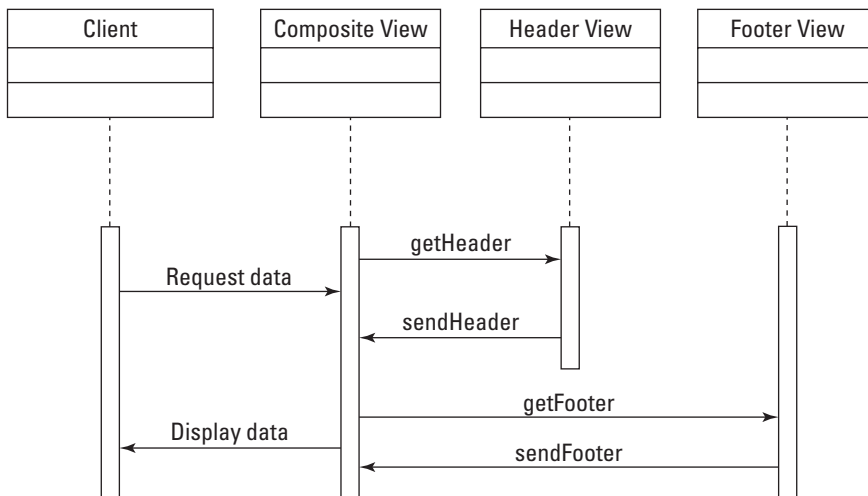 Client
Composite View
Header View
Footer View
getHeader
Request data
sendHeader
getFooter
Display data
sendFooter